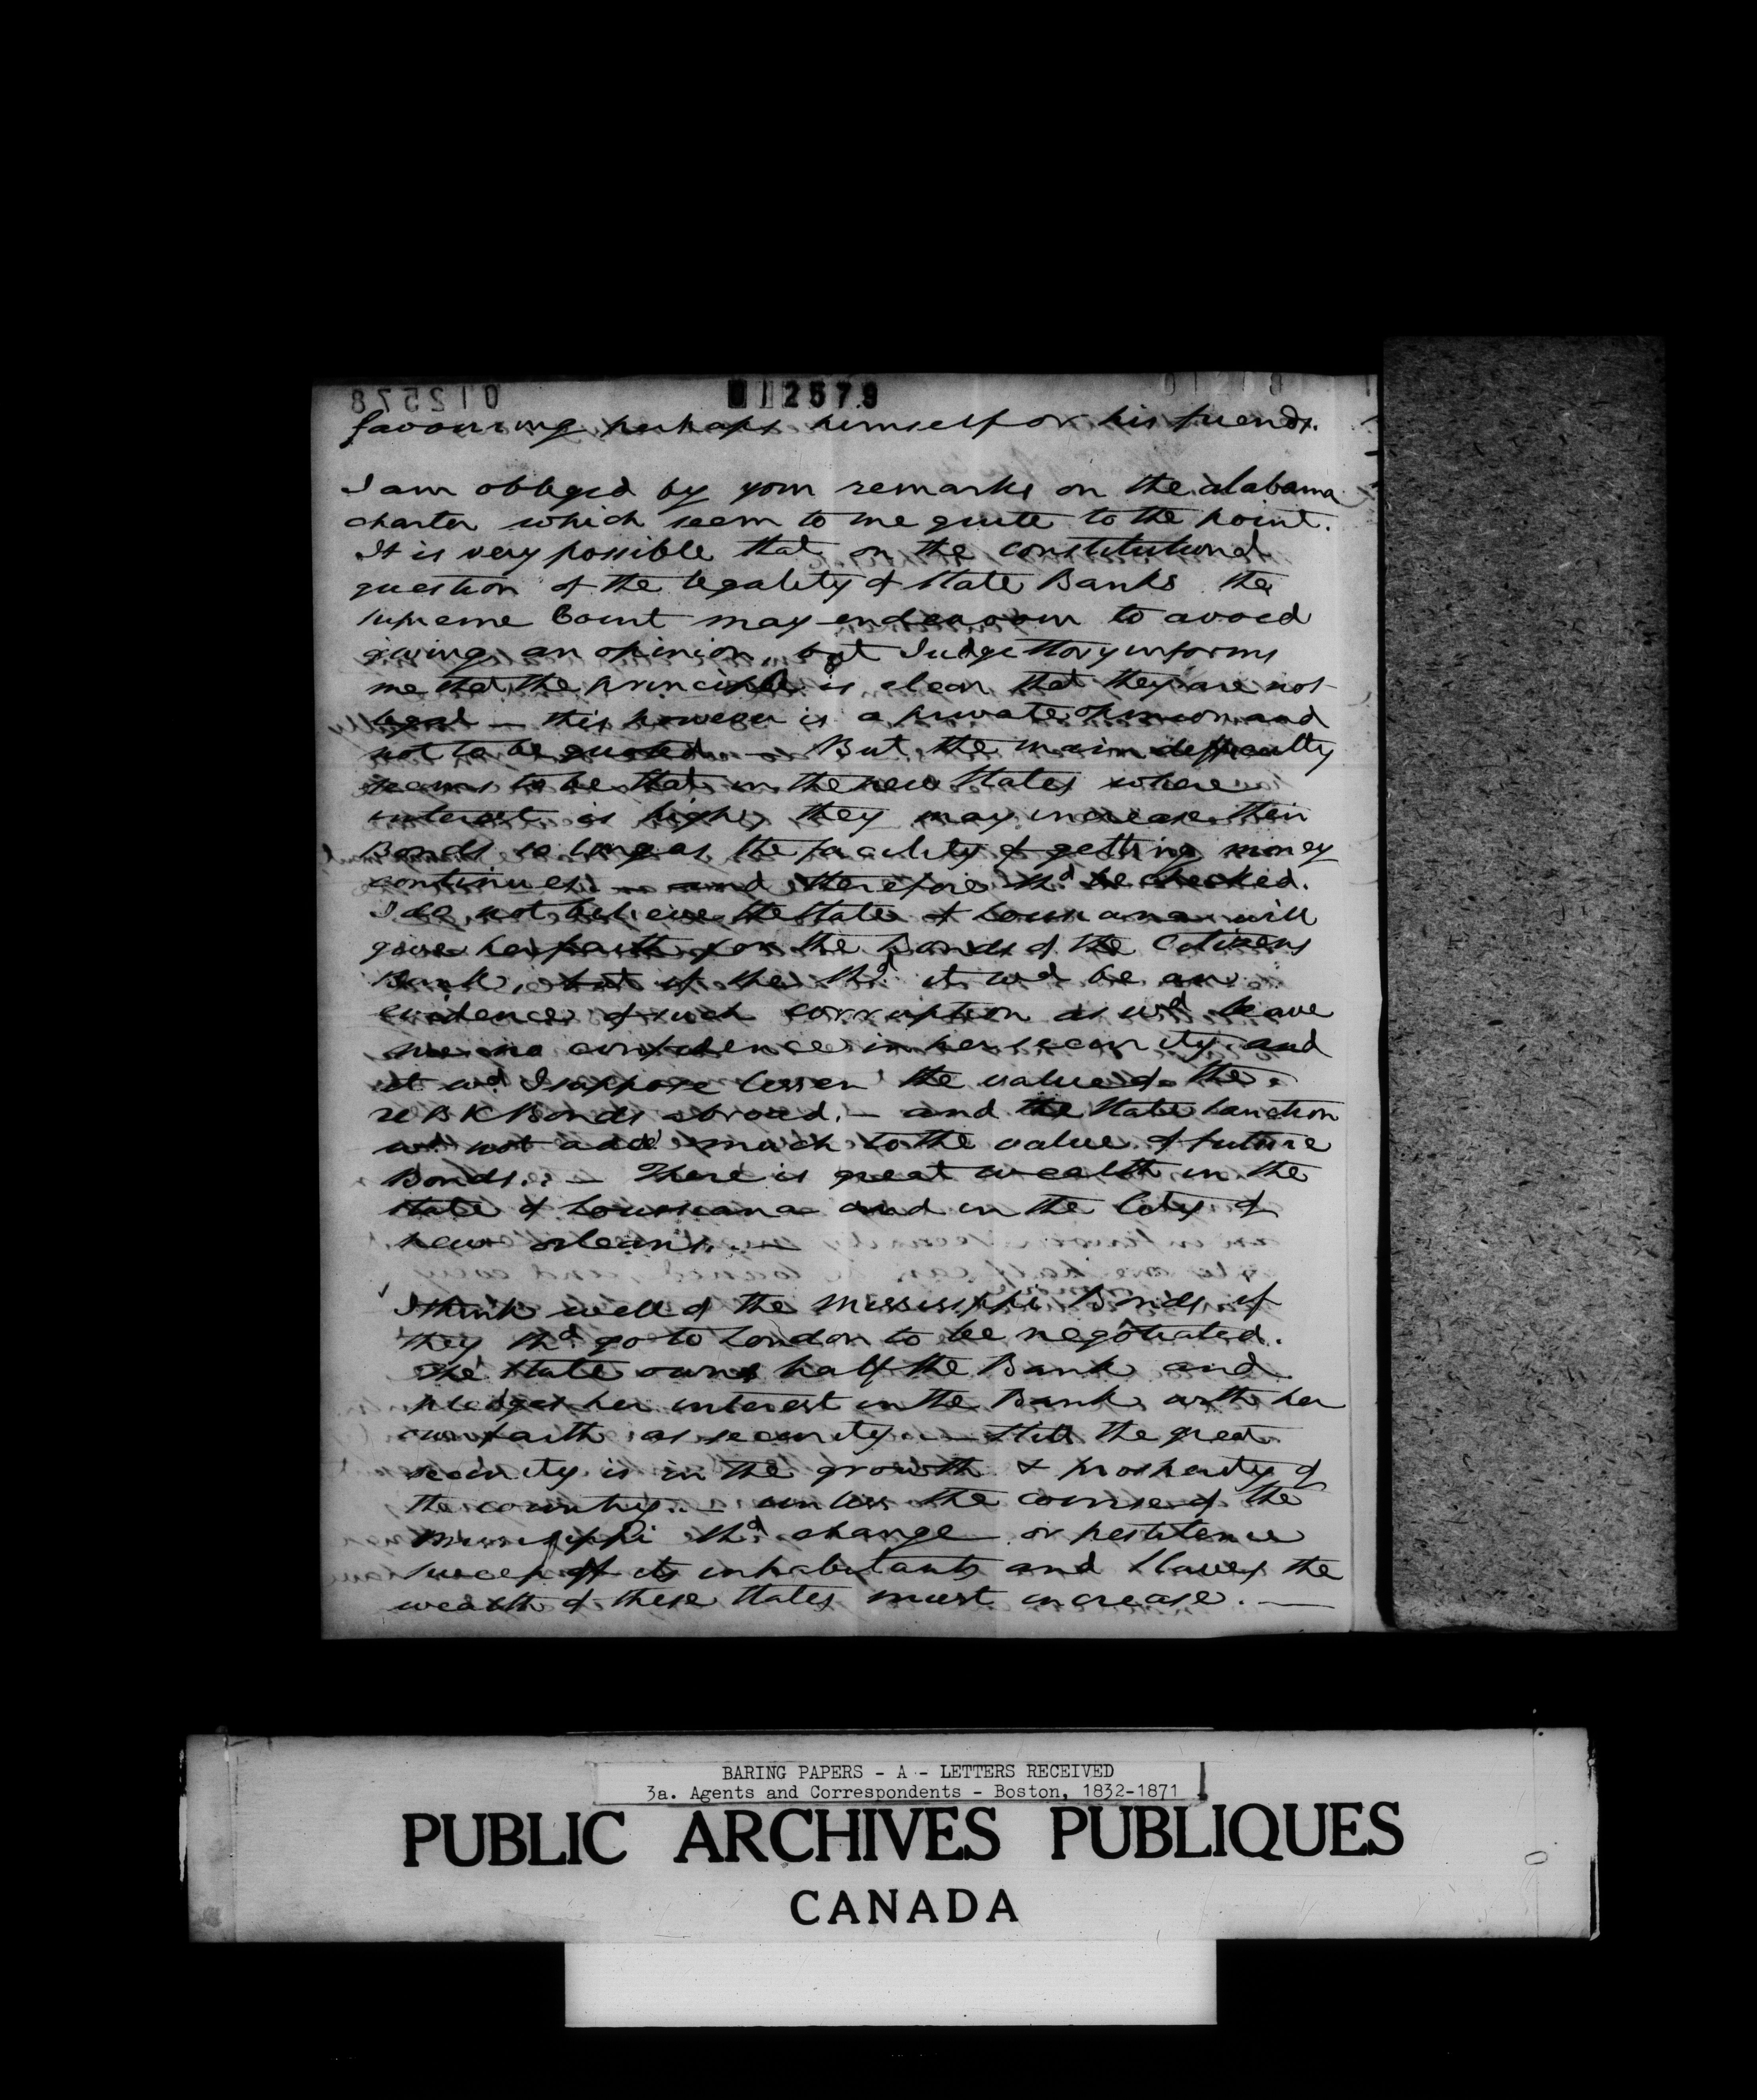 012579
favouring perhaps himself or his friends.
I am obliged by your remarks on the alabama
charter which seem to me quite to the point.
It is very possible that on the constitutional
question of the legality of State Banks the
supreme Court may endeavour to avoid
giving an opinion, but Judge Story informs
me that the principle is clear that they are not
legal — this however is a private opinion and
not to be quoted. — But the main difficulty
seems to be that in the new States where
interest is high, they may increase their
Bonds so long as the facility of getting money
continues — and therefore shd be checked.
I do not believe the State of Louisiana will
give her faith for the Bonds of the Citizens
Bank, but if she shd it wd be an
evidence of such corruption as wd leave
me no confidence in her security and
it wd I suppose lessen the value of the
BK Bonds abroad, — and the State sanction
wd not add much to the value of future
Bonds. — There is great wealth in the
State of Louisiana and in the City of
new orleans. —
I think well of the Mississippi Bonds if
they shd go to London to be negotiated.
The State owns half the Bank and
pledges her interest in the Bank with her
own faith as security — still the great
security is in the growth & prosperity of
the country. — unless the course of the
Mississippi shd change or pestilence
sweep off its inhabitants and slaves the
wealth of these States must increase. —
BARING PAPERS - A - LETTERS RECEIVED
3a. Agents and Correspondents - Boston, 1832-1871
PUBLIC ARCHIVES PUBLIQUES
CANADA